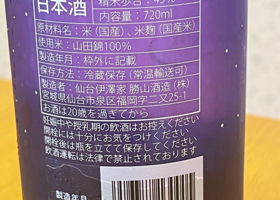 日本酒
精米歩合：45%
内容量：720ml
原材料名：米（国産）、米麹（国産米）
使用米：山田錦100%
製造年月：枠外に記載
保存方法：冷蔵保存（常温輸送可）
製造者：仙台伊澤家 勝山酒造（株）
宮城県仙台市泉区福岡字二又25-1
お酒は20歳を過ぎてから
妊娠中や授乳期の飲酒はお控えください
開栓には十分にお気をつけください
開栓後は瓶を立てて保存してください
飲酒運転は法律で禁止されています
製造年月